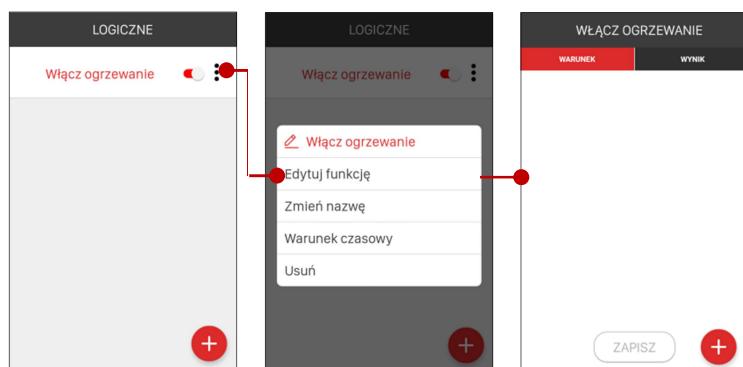 LOGICZNE
Włącz ogrzewanie
LOGICZNE
Włącz ogrzewanie
Włącz ogrzewanie
Edytuj funkcję
Zmień nazwę
Warunek czasowy
Usuń
WŁĄCZ OGRZEWANIE
WARUNEK WYNIK
ZAPISZ